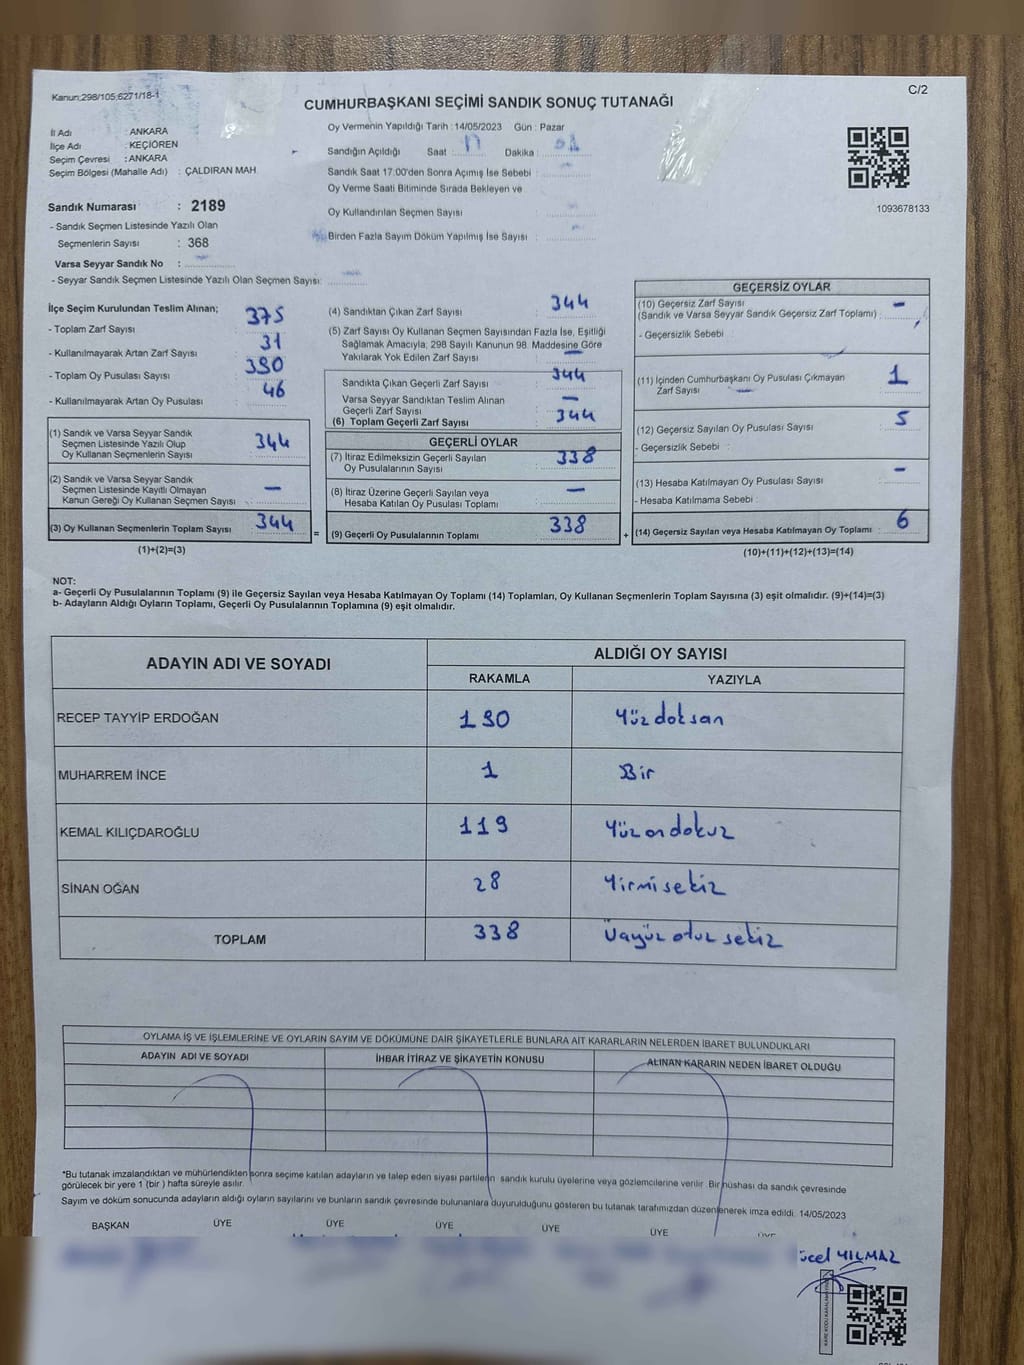 Kanun:298/105,6271/18-1
C/2
CUMHURBAŞKANI SEÇİMİ SANDIK SONUÇ TUTANAĞI
İl Adı : ANKARA
İlçe Adı : KEÇİÖREN
Seçim Çevresi : ANKARA
Seçim Bölgesi (Mahalle Adı) : ÇALDIRAN MAH
Sandık Numarası : 2189
- Sandık Seçmen Listesinde Yazılı Olan
Seçmenlerin Sayısı : 368
Varsa Seyyar Sandık No :
- Seyyar Sandık Seçmen Listesinde Yazılı Olan Seçmen Sayısı:
Oy Vermenin Yapıldığı Tarih : 14/05/2023 Gün : Pazar
Sandığın Açıldığı Saat : 17 Dakika : 01
Sandık Saat 17.00'den Sonra Açımış İse Sebebi :
Oy Verme Saati Bitiminde Sırada Bekleyen ve
Oy Kullandırılan Seçmen Sayısı :
Birden Fazla Sayım Döküm Yapılmış İse Sayısı :
1093678133
İlçe Seçim Kurulundan Teslim Alınan;
- Toplam Zarf Sayısı : 375
- Kullanılmayarak Artan Zarf Sayısı : 31
- Toplam Oy Pusulası Sayısı : 390
- Kullanılmayarak Artan Oy Pusulası : 46
(1) Sandık ve Varsa Seyyar Sandık
Seçmen Listesinde Yazılı Olup
Oy Kullanan Seçmenlerin Sayısı : 344
(2) Sandık ve Varsa Seyyar Sandık
Seçmen Listesinde Kayıtlı Olmayan
Kanun Gereği Oy Kullanan Seçmen Sayısı : —
(3) Oy Kullanan Seçmenlerin Toplam Sayısı : 344
(1)+(2)=(3)
=
(4) Sandıktan Çıkan Zarf Sayısı : 344
(5) Zarf Sayısı Oy Kullanan Seçmen Sayısından Fazla İse, Eşitliği
Sağlamak Amacıyla; 298 Sayılı Kanunun 98. Maddesine Göre
Yakılarak Yok Edilen Zarf Sayısı : —
Sandıkta Çıkan Geçerli Zarf Sayısı : 344
Varsa Seyyar Sandıktan Teslim Alınan
Geçerli Zarf Sayısı : —
(6) Toplam Geçerli Zarf Sayısı : 344
GEÇERLİ OYLAR
(7) İtiraz Edilmeksizin Geçerli Sayılan
Oy Pusulalarının Sayısı : 338
(8) İtiraz Üzerine Geçerli Sayılan veya
Hesaba Katılan Oy Pusulası Toplamı : —
(9) Geçerli Oy Pusulalarının Toplamı : 338
+
GEÇERSİZ OYLAR
(10) Geçersiz Zarf Sayısı
(Sandık ve Varsa Seyyar Sandık Geçersiz Zarf Toplamı) : —
- Geçersizlik Sebebi :
(11) İçinden Cumhurbaşkanı Oy Pusulası Çıkmayan
Zarf Sayısı : 1
(12) Geçersiz Sayılan Oy Pusulası Sayısı : 5
- Geçersizlik Sebebi :
(13) Hesaba Katılmayan Oy Pusulası Sayısı : —
- Hesaba Katılmama Sebebi :
(14) Geçersiz Sayılan veya Hesaba Katılmayan Oy Toplamı : 6
(10)+(11)+(12)+(13)=(14)
NOT:
a- Geçerli Oy Pusulalarının Toplamı (9) ile Geçersiz Sayılan veya Hesaba Katılmayan Oy Toplamı (14) Toplamları, Oy Kullanan Seçmenlerin Toplam Sayısına (3) eşit olmalıdır. (9)+(14)=(3)
b- Adayların Aldığı Oyların Toplamı, Geçerli Oy Pusulalarının Toplamına (9) eşit olmalıdır.
ADAYIN ADI VE SOYADI ALDIĞI OY SAYISI
RAKAMLA YAZIYLA
RECEP TAYYİP ERDOĞAN 190 Yüzdoksan
MUHARREM İNCE 1 Bir
KEMAL KILIÇDAROĞLU 119 Yüzondokuz
SİNAN OĞAN 28 Yirmisekiz
TOPLAM 338 Üçyüz otuz sekiz
OYLAMA İŞ VE İŞLEMLERİNE VE OYLARIN SAYIM VE DÖKÜMÜNE DAİR ŞİKAYETLERLE BUNLARA AİT KARARLARIN NELERDEN İBARET BULUNDUKLARI
ADAYIN ADI VE SOYADI İHBAR İTİRAZ VE ŞİKAYETİN KONUSU ALINAN KARARIN NEDEN İBARET OLDUĞU
*Bu tutanak imzalandıktan ve mühürlendikten sonra seçime katılan adayların ve talep eden siyasi partilerin sandık kurulu üyelerine veya gözlemcilerine verilir. Bir nüshası da sandık çevresinde
görülecek bir yere 1 (bir ) hafta süreyle asılır.
Sayım ve döküm sonucunda adayların aldığı oyların sayılarını ve bunların sandık çevresinde bulunanlara duyurulduğunu gösteren bu tutanak tarafımızdan düzenlenerek imza edildi. 14/05/2023
BAŞKAN ÜYE ÜYE ÜYE ÜYE ÜYE ÜYE
YILMAZ